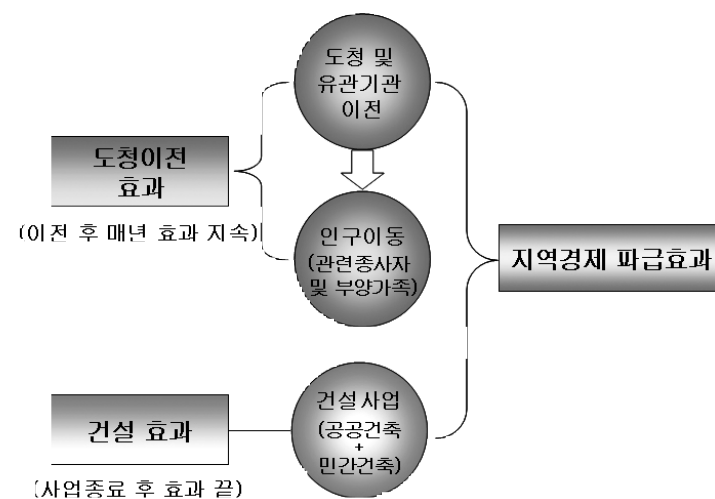 도청 및
유관기관
이전
도청이전
효과
(이전 후 매년 효과 지속)
인구이동
(관련종사자
및 부양가족)
지역경제 파급효과
건설사업
(공공건축
+
민간건축)
건설 효과
(사업종료 후 효과 끝)